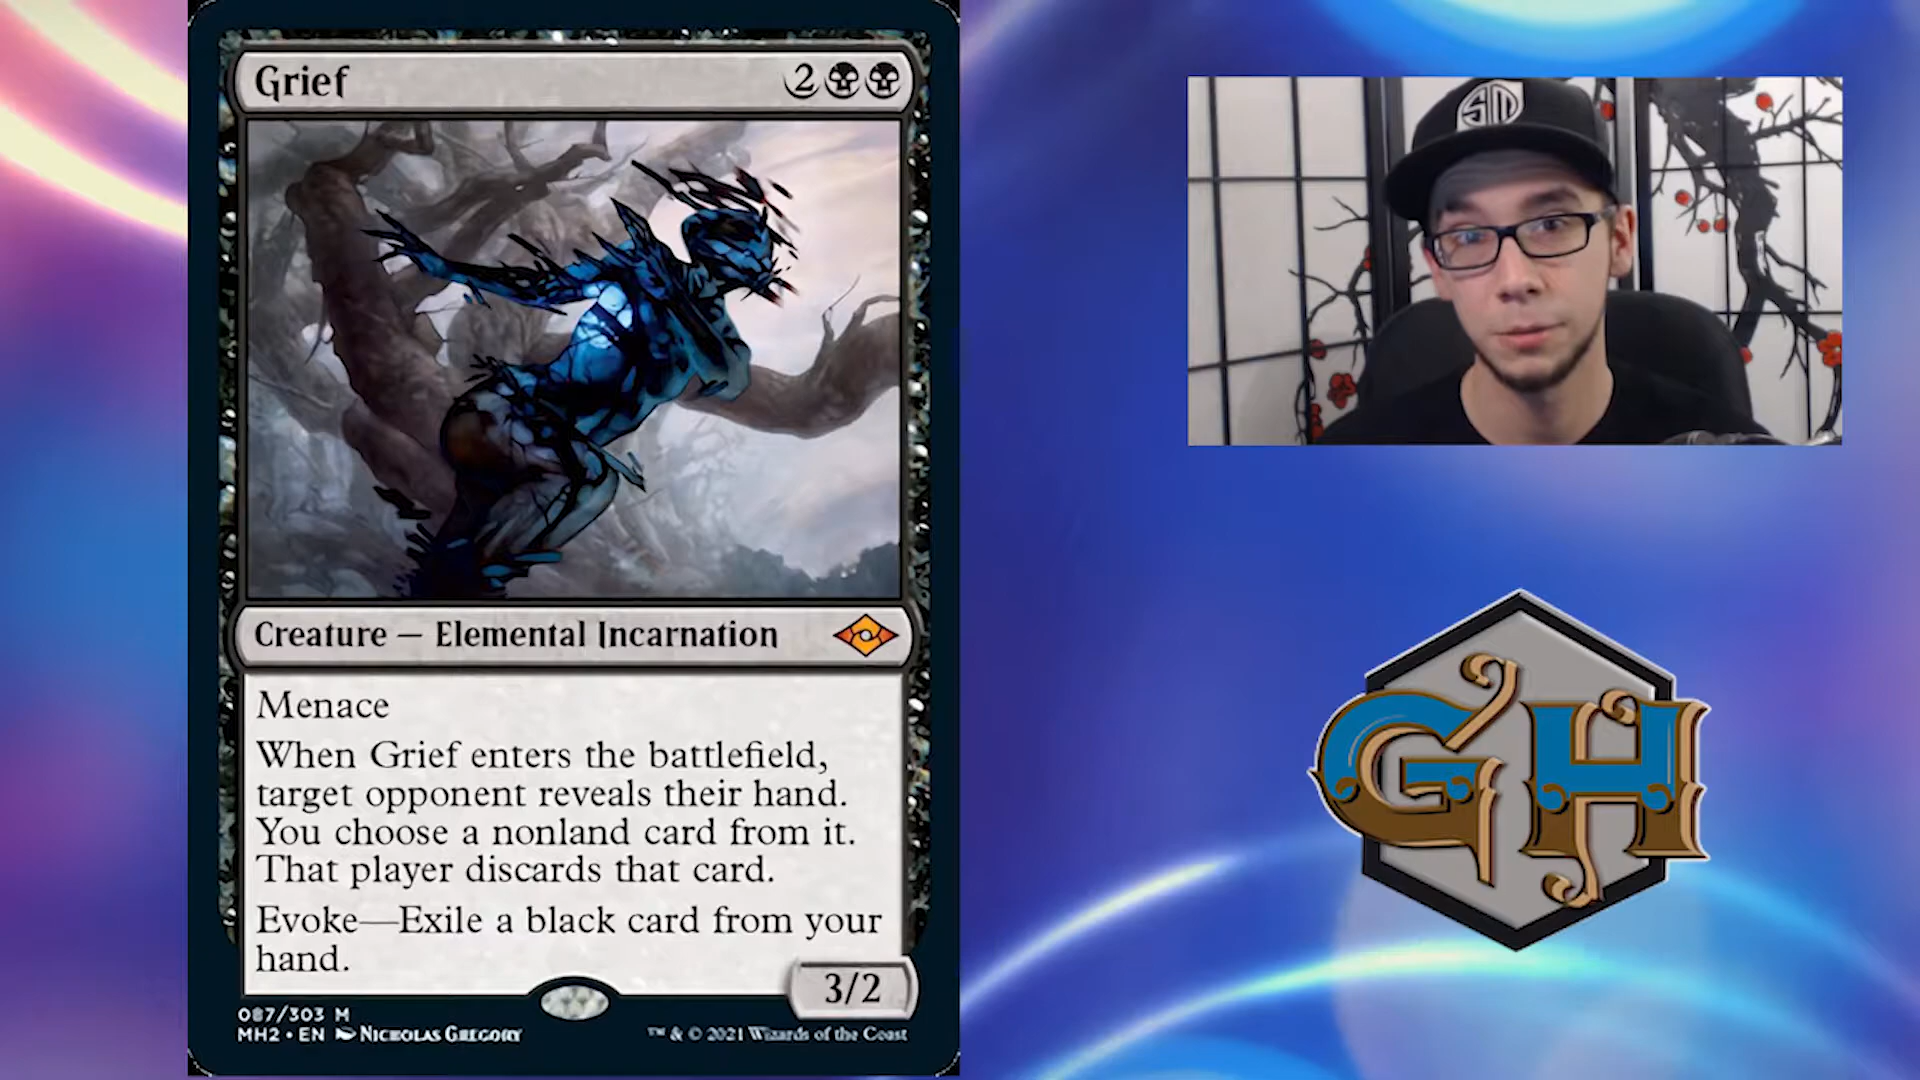 Grief
2
Creature — Elemental Incarnation
Menace
When Grief enters the battlefield,
target opponent reveals their hand.
You choose a nonland card from it.
That player discards that card.
Evoke—Exile a black card from your
hand.
3/2
087/303 M
MH2 • EN Nicholas Gregory
™ & © 2021 Wizards of the Coast
SM
GH